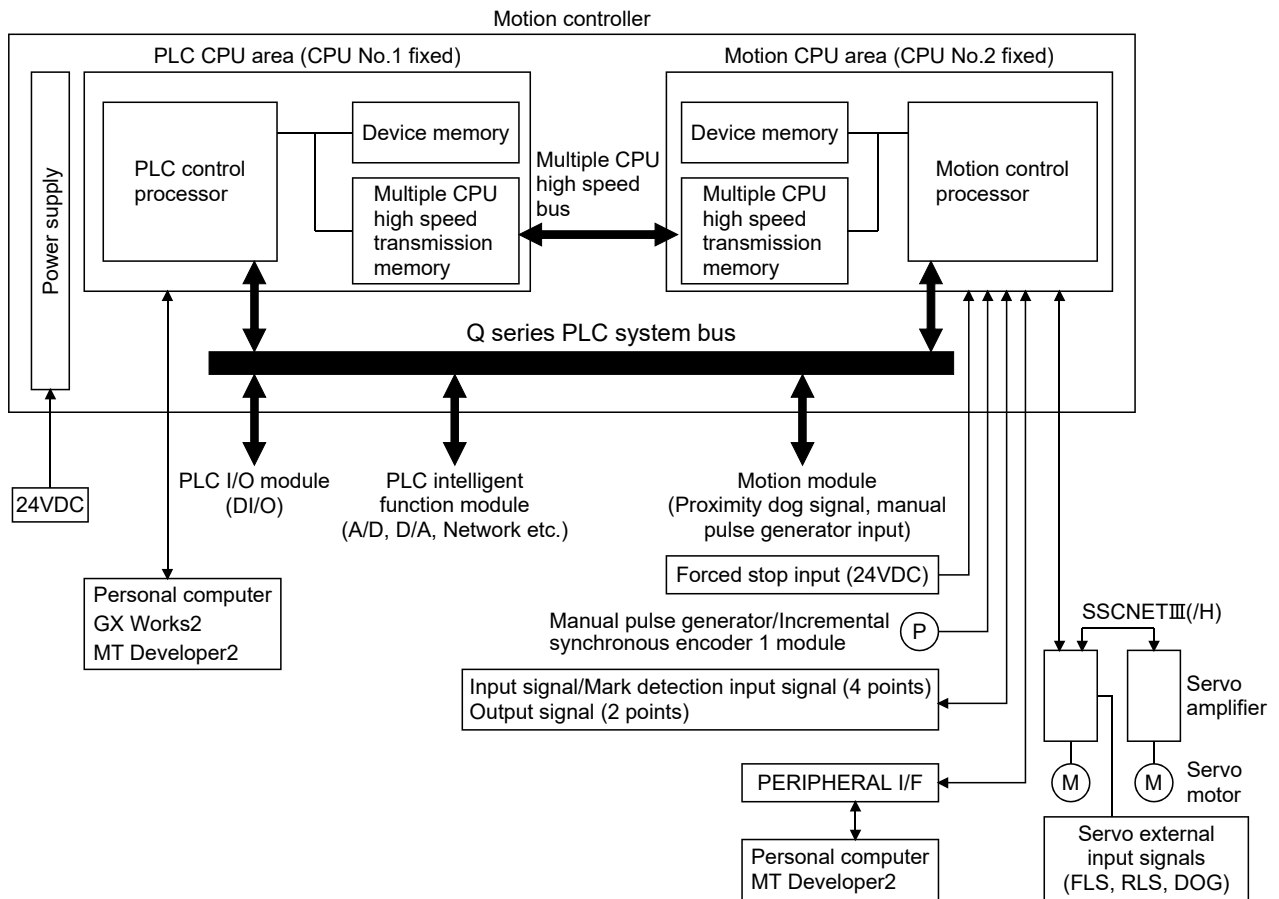 Motion controller
PLC CPU area (CPU No.1 fixed)
Motion CPU area (CPU No.2 fixed)
Power supply
PLC control
processor
Device memory
Multiple CPU
high speed
transmission
memory
Multiple CPU
high speed
bus
Device memory
Multiple CPU
high speed
transmission
memory
Motion control
processor
Q series PLC system bus
24VDC
PLC I/O module
(DI/O)
PLC intelligent
function module
(A/D, D/A, Network etc.)
Motion module
(Proximity dog signal, manual
pulse generator input)
Personal computer
GX Works2
MT Developer2
Forced stop input (24VDC)
Manual pulse generator/Incremental
synchronous encoder 1 module
P
Input signal/Mark detection input signal (4 points)
Output signal (2 points)
PERIPHERAL I/F
Personal computer
MT Developer2
SSCNETⅢ(/H)
Servo
amplifier
M
M
Servo
motor
Servo external
input signals
(FLS, RLS, DOG)